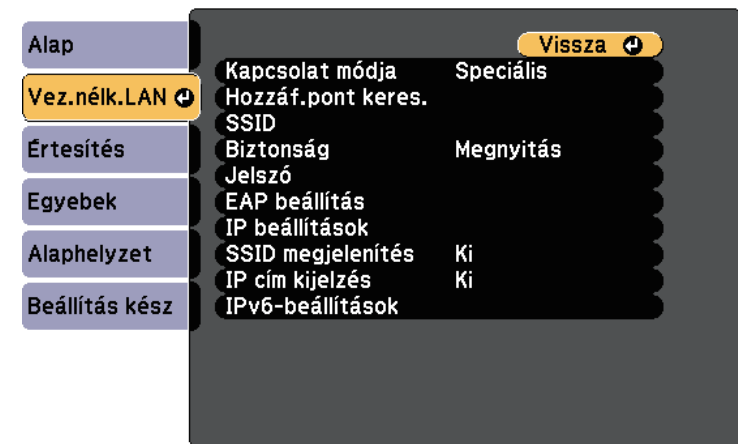 Alap
Vez.nélk.LAN
Értesítés
Egyebek
Alaphelyzet
Beállítás kész
Vissza
Kapcsolat módja Speciális
Hozzáf.pont keres.
SSID
Biztonság Megnyitás
Jelszó
EAP beállítás
IP beállítások
SSID megjelenítés Ki
IP cím kijelzés Ki
IPv6-beállítások